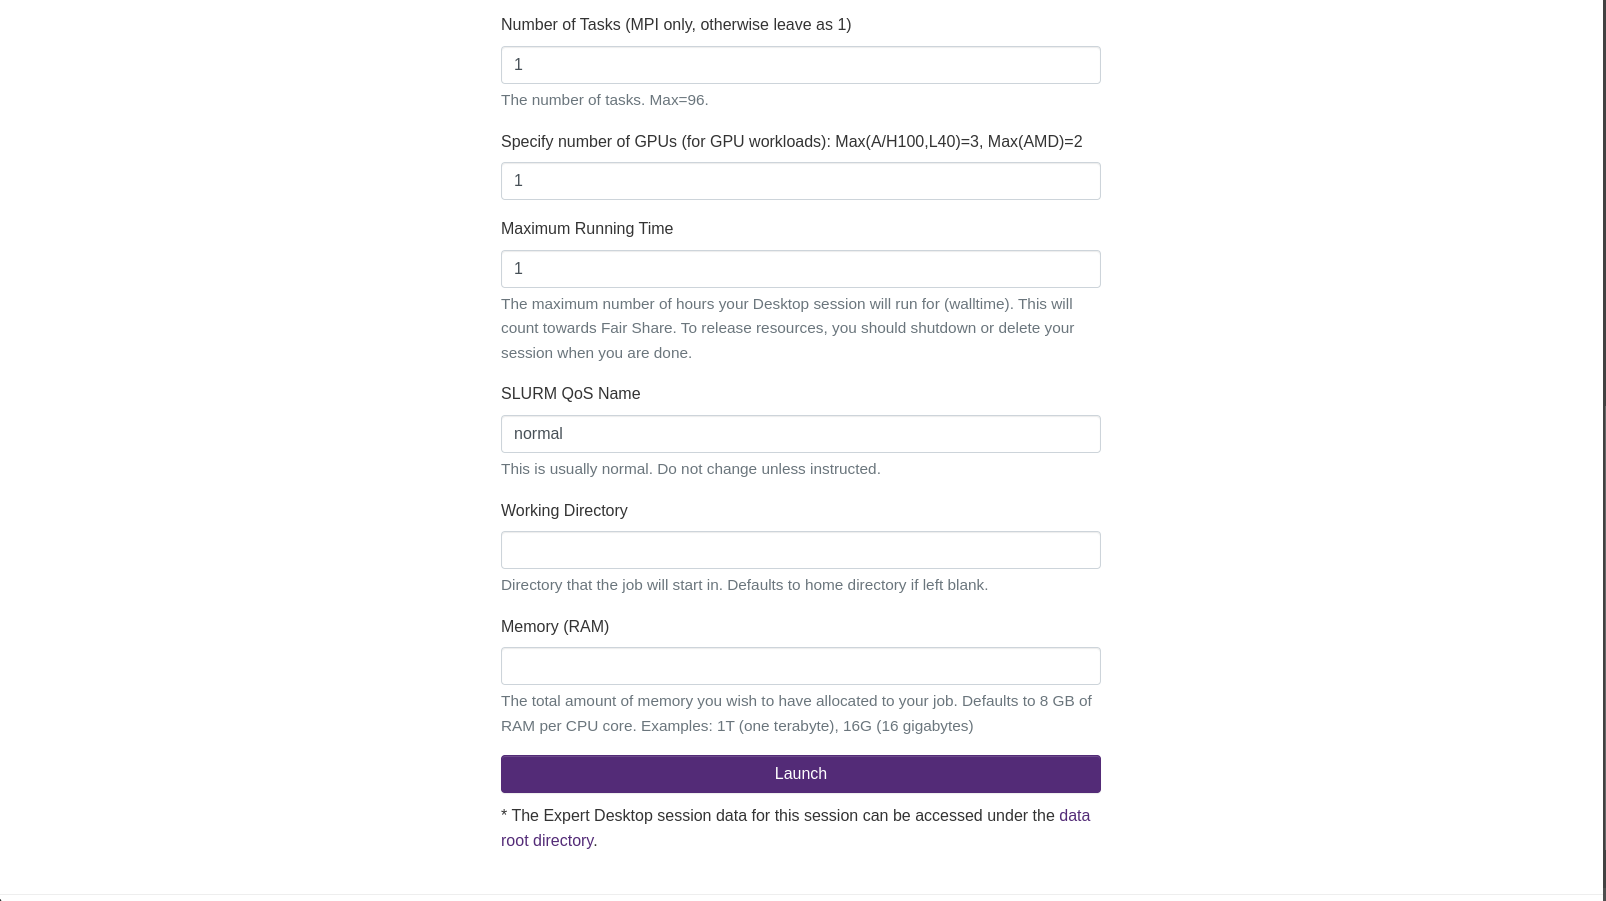 Number of Tasks (MPI only, otherwise leave as 1)
1
The number of tasks. Max=96.
Specify number of GPUs (for GPU workloads): Max(A/H100,L40)=3, Max(AMD)=2
1
Maximum Running Time
1
The maximum number of hours your Desktop session will run for (walltime). This will
count towards Fair Share. To release resources, you should shutdown or delete your
session when you are done.
SLURM QoS Name
normal
This is usually normal. Do not change unless instructed.
Working Directory
Directory that the job will start in. Defaults to home directory if left blank.
Memory (RAM)
The total amount of memory you wish to have allocated to your job. Defaults to 8 GB of
RAM per CPU core. Examples: 1T (one terabyte), 16G (16 gigabytes)
Launch
* The Expert Desktop session data for this session can be accessed under the data
root directory.